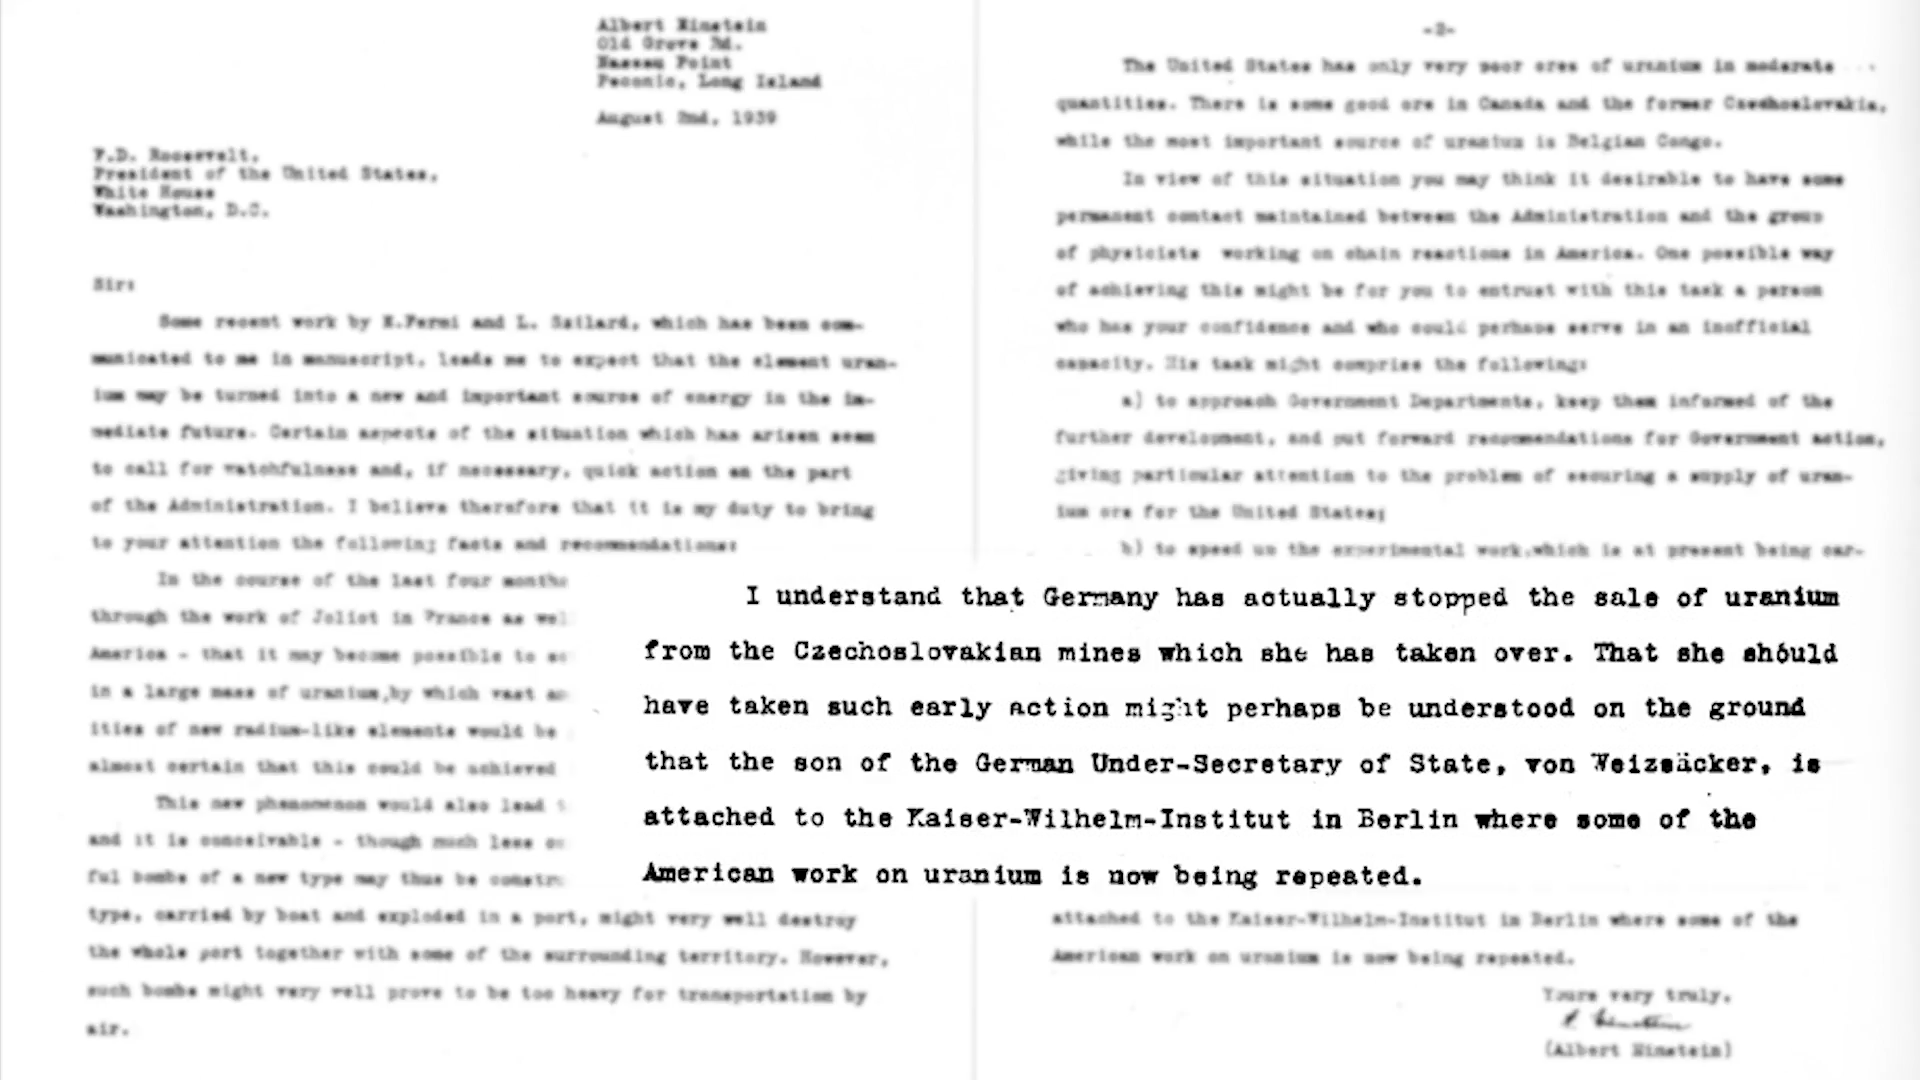 Albert Einstein
Old Grove Rd.
Nassau Point
Peconic, Long Island
August 2nd, 1939
F.D. Roosevelt,
President of the United States,
White House
Washington, D.C.
Sir:
Some recent work by E.Fermi and L. Szilard, which has been com-
municated to me in manuscript, leads me to expect that the element uran-
ium may be turned into a new and important source of energy in the im-
mediate future. Certain aspects of the situation which has arisen seem
to call for watchfulness and, if necessary, quick action on the part
of the Administration. I believe therefore that it is my duty to bring
to your attention the following facts and recommendations:
In the course of the last four months
through the work of Joliot in France as wel
America - that it may become possible to
in a large mass of uranium,by which vast
ities of new radium-like elements would be
almost certain that this could be achieved
This new phenomenon would also lead
and it is conceivable - though much less
ful bombs of a new type may thus be constru
type, carried by boat and exploded in a port, might very well destroy
the whole port together with some of the surrounding territory. However,
such bombs might very well prove to be too heavy for transportation by
air.
-2-
The United States has only very poor ores of uranium in moderate
quantities. There is some good ore in Canada and the former Czechoslovakia,
while the most important source of uranium is Belgian Congo.
In view of this situation you may think it desirable to have some
permanent contact maintained between the Administration and the group
of physicists working on chain reactions in America. One possible way
of achieving this might be for you to entrust with this task a person
who has your confidence and who could perhaps serve in an inofficial
capacity. His task might comprise the following:
a) to approach Government Departments, keep them informed of the
further development, and put forward recommendations for Government action,
giving particular attention to the problem of securing a supply of uran-
ium ore for the United States;
b) to speed up the experimental work,which is at present being car-
I understand that Germany has actually stopped the sale of uranium
from the Czechoslovakian mines which she has taken over. That she should
have taken such early action might perhaps be understood on the ground
that the son of the German Under-Secretary of State, von Weizsäcker, is
attached to the Kaiser-Wilhelm-Institut in Berlin where some of the
American work on uranium is now being repeated.
attached to the Kaiser-Wilhelm-Institut in Berlin where some of the
American work on uranium is now being repeated.
Yours very truly,
A. Einstein
(Albert Einstein)